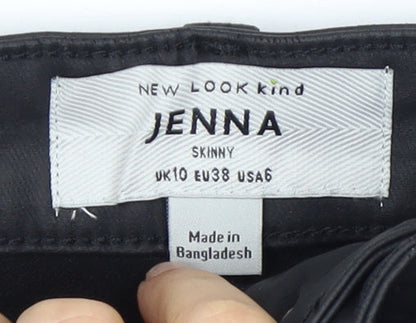 NEW LOOK kind
JENNA
SKINNY
UK10 EU38 USA6
Made in
Bangladesh